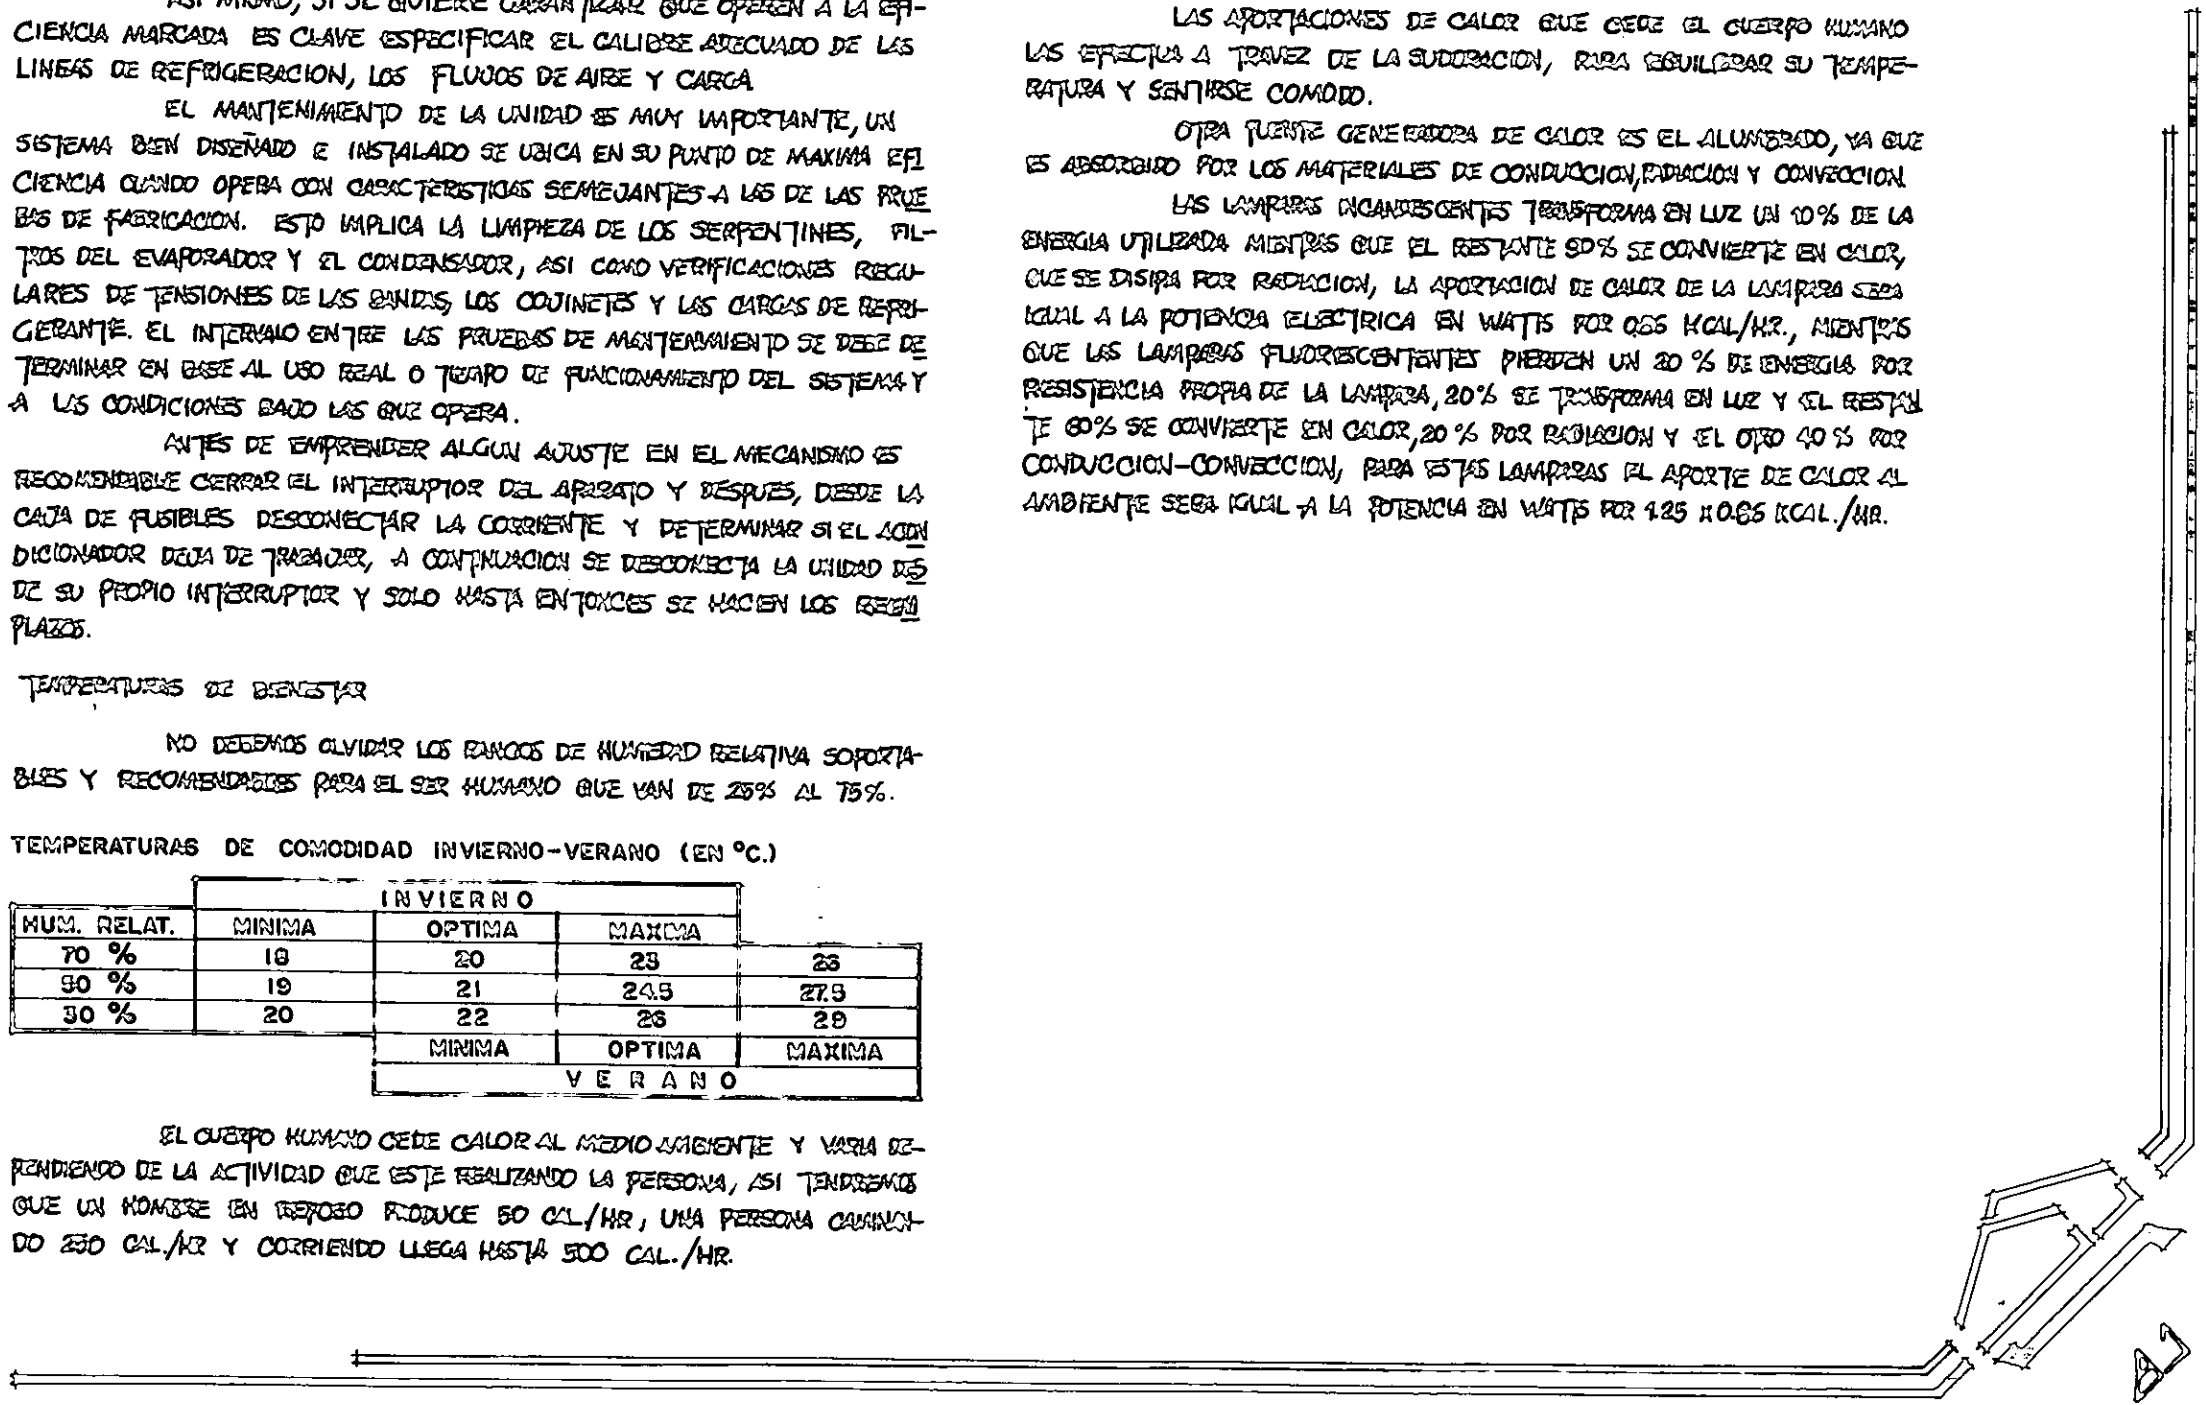 ASI MISMO, SI SE QUIERE GARANTIZAR QUE OPEREN A LA EFI-
CIENCIA MARCADA ES CLAVE ESPECIFICAR EL CALIBRE ADECUADO DE LAS
LINEAS DE REFRIGERACION, LOS FLUJOS DE AIRE Y CARGA
EL MANTENIMIENTO DE LA UNIDAD ES MUY IMPORTANTE, UN
SISTEMA BIEN DISEÑADO E INSTALADO SE UBICA EN SU PUNTO DE MAXIMA EFI
CIENCIA CUANDO OPERA CON CARACTERISTICAS SEMEJANTES A LAS DE LAS PRUE
BAS DE FABRICACION. ESTO IMPLICA LA LIMPIEZA DE LOS SERPENTINES, FIL-
TROS DEL EVAPORADOR Y EL CONDENSADOR, ASI COMO VERIFICACIONES REGU-
LARES DE TENSIONES DE LAS BANDAS, LOS COJINETES Y LAS CARGAS DE REFRI-
GERANTE. EL INTERVALO ENTRE LAS PRUEBAS DE MANTENIMIENTO SE DEBE DE
TERMINAR EN BASE AL USO REAL O TIEMPO DE FUNCIONAMIENTO DEL SISTEMA Y
A LAS CONDICIONES BAJO LAS QUE OPERA.
ANTES DE EMPRENDER ALGUN AJUSTE EN EL MECANISMO ES
RECOMENDABLE CERRAR EL INTERRUPTOR DEL APARATO Y DESPUES, DESDE LA
CAJA DE FUSIBLES DESCONECTAR LA CORRIENTE Y DETERMINAR SI EL ACON
DICIONADOR DEJA DE TRABAJAR, A CONTINUACION SE DESCONECTA LA UNIDAD DES
DE SU PROPIO INTERRUPTOR Y SOLO HASTA ENTONCES SE HACEN LOS REEM
PLAZOS.
TEMPERATURAS DE BIENESTAR
NO DEBEMOS OLVIDAR LOS RANGOS DE HUMEDAD RELATIVA SOPORTA-
BLES Y RECOMENDABLES PARA EL SER HUMANO QUE VAN DE 25% AL 75%.
TEMPERATURAS DE COMODIDAD INVIERNO-VERANO (EN °C.)
INVIERNO
HUM. RELAT. MINIMA OPTIMA MAXIMA
70 % 18 20 23 26
50 % 19 21 24.5 27.5
30 % 20 22 26 29
MINIMA OPTIMA MAXIMA
VERANO
EL CUERPO HUMANO CEDE CALOR AL MEDIO AMBIENTE Y VARIA DE-
PENDIENDO DE LA ACTIVIDAD QUE ESTE REALIZANDO LA PERSONA, ASI TENDREMOS
QUE UN HOMBRE EN REPOSO PRODUCE 50 CAL/HR, UNA PERSONA CAMINAN-
DO 250 CAL./HR Y CORRIENDO LLEGA HASTA 500 CAL./HR.
LAS APORTACIONES DE CALOR QUE CEDE EL CUERPO HUMANO
LAS EFECTUA A TRAVEZ DE LA SUDORACION, PARA EQUILIBRAR SU TEMPE-
RATURA Y SENTIRSE COMODO.
OTRA FUENTE GENERADORA DE CALOR ES EL ALUMBRADO, YA QUE
ES ABSORBIDO POR LOS MATERIALES DE CONDUCCION, RADIACION Y CONVECCION
LAS LAMPARAS INCANDESCENTES TRANSFORMA EN LUZ UN 10% DE LA
ENERGIA UTILIZADA MIENTRAS QUE EL RESTANTE 90% SE CONVIERTE EN CALOR,
QUE SE DISIPA POR RADIACION, LA APORTACION DE CALOR DE LA LAMPARA SERA
IGUAL A LA POTENCIA ELECTRICA EN WATTS POR 0.86 KCAL/HR., MIENTRAS
QUE LAS LAMPARAS FLUORESCENTENTES PIERDEN UN 20 % DE ENERGIA POR
RESISTENCIA PROPIA DE LA LAMPARA, 20% SE TRANSFORMA EN LUZ Y EL RESTAN
TE 60% SE CONVIERTE EN CALOR, 20 % POR RADIACION Y EL OTRO 40 % POR
CONDUCCION-CONVECCION, PARA ESTAS LAMPARAS EL APORTE DE CALOR AL
AMBIENTE SERA IGUAL A LA POTENCIA EN WATTS POR 1.25 X 0.86 KCAL./HR.